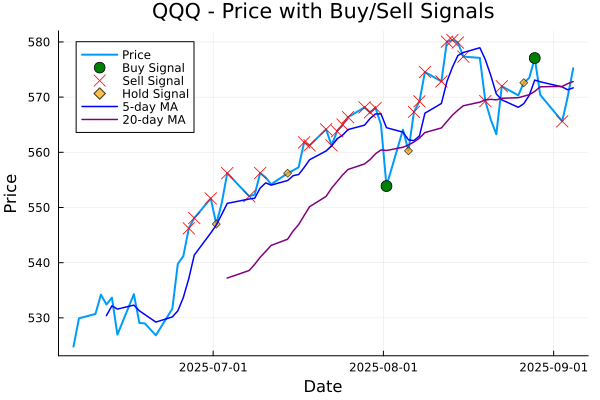 QQQ - Price with Buy/Sell Signals
580
570
560
550
540
530
Price
Price
Buy Signal
Sell Signal
Hold Signal
5-day MA
20-day MA
2025-07-01
2025-08-01
2025-09-01
Date